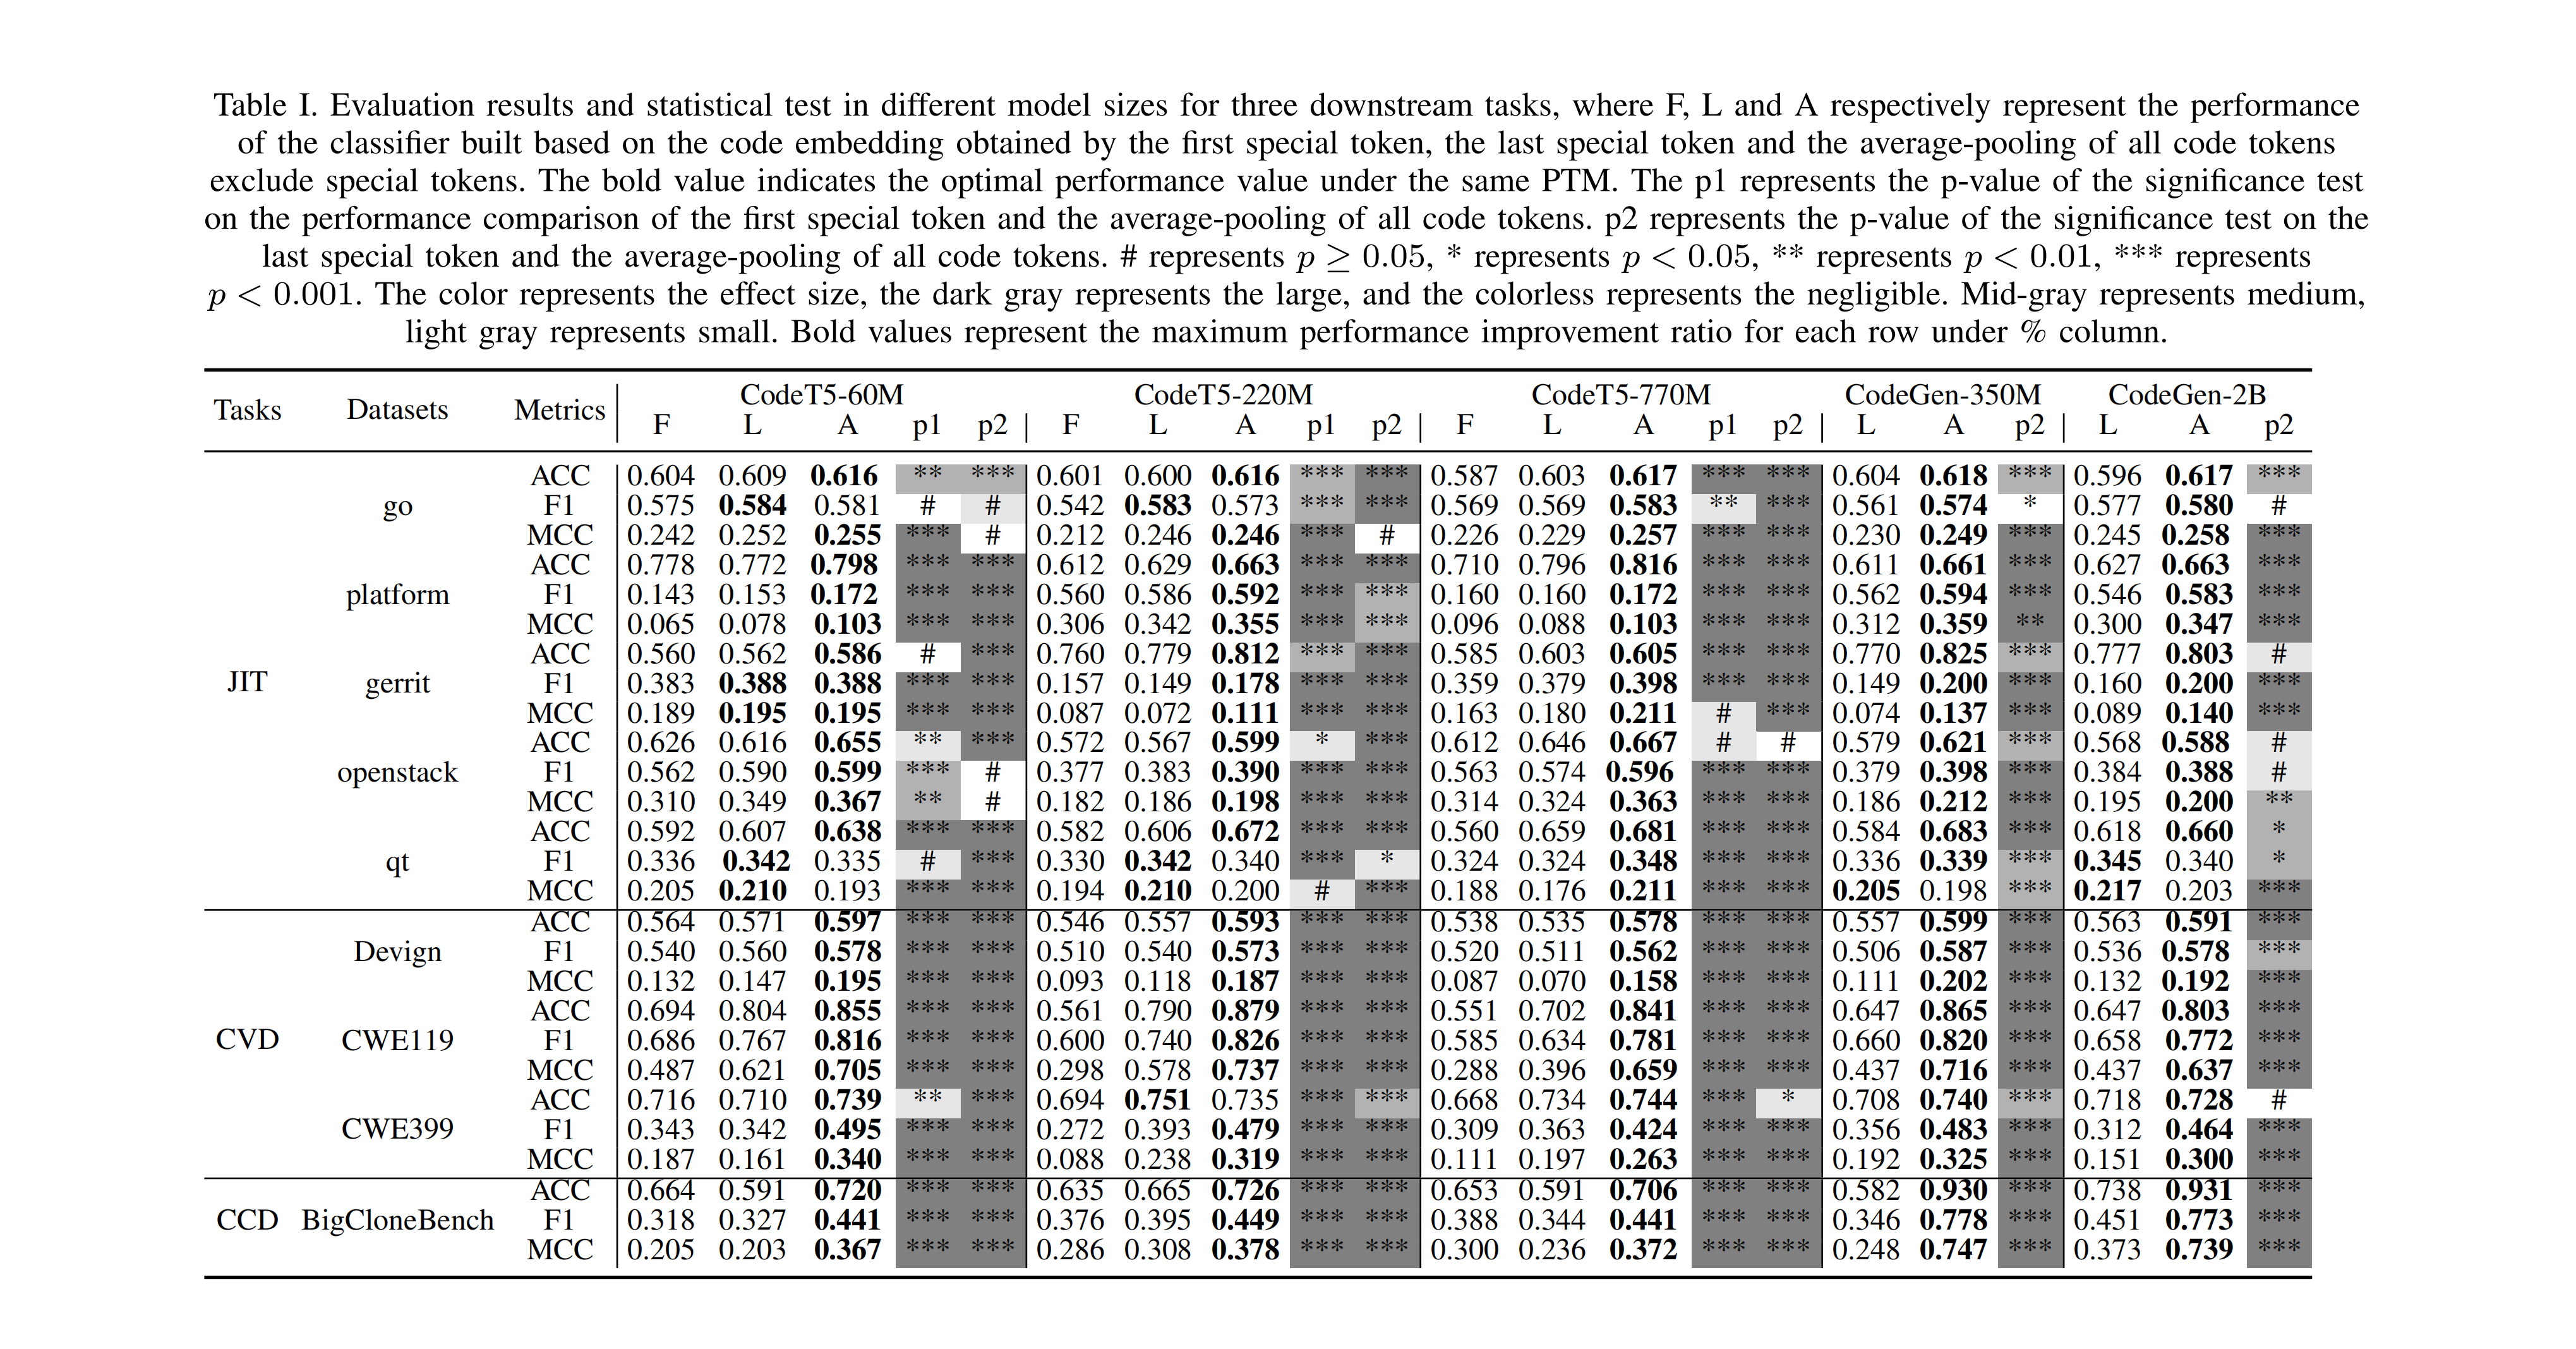 Table I. Evaluation results and statistical test in different model sizes for three downstream tasks, where F, L and A respectively represent the performance
of the classifier built based on the code embedding obtained by the first special token, the last special token and the average-pooling of all code tokens
exclude special tokens. The bold value indicates the optimal performance value under the same PTM. The p1 represents the p-value of the significance test
on the performance comparison of the first special token and the average-pooling of all code tokens. p2 represents the p-value of the significance test on the
last special token and the average-pooling of all code tokens. # represents p ≥ 0.05, * represents p < 0.05, ** represents p < 0.01, *** represents
p < 0.001. The color represents the effect size, the dark gray represents the large, and the colorless represents the negligible. Mid-gray represents medium,
light gray represents small. Bold values represent the maximum performance improvement ratio for each row under % column.
Tasks Datasets Metrics CodeT5-60M CodeT5-220M CodeT5-770M CodeGen-350M CodeGen-2B
F L A p1 p2 F L A p1 p2 F L A p1 p2 L A p2 L A p2
ACC 0.604 0.609 0.616 ** *** 0.601 0.600 0.616 *** *** 0.587 0.603 0.617 *** *** 0.604 0.618 *** 0.596 0.617 ***
go F1 0.575 0.584 0.581 # # 0.542 0.583 0.573 *** *** 0.569 0.569 0.583 ** *** 0.561 0.574 * 0.577 0.580 #
MCC 0.242 0.252 0.255 *** # 0.212 0.246 0.246 *** # 0.226 0.229 0.257 *** *** 0.230 0.249 *** 0.245 0.258 ***
ACC 0.778 0.772 0.798 *** *** 0.612 0.629 0.663 *** *** 0.710 0.796 0.816 *** *** 0.611 0.661 *** 0.627 0.663 ***
platform F1 0.143 0.153 0.172 *** *** 0.560 0.586 0.592 *** *** 0.160 0.160 0.172 *** *** 0.562 0.594 *** 0.546 0.583 ***
MCC 0.065 0.078 0.103 *** *** 0.306 0.342 0.355 *** *** 0.096 0.088 0.103 *** *** 0.312 0.359 ** 0.300 0.347 ***
ACC 0.560 0.562 0.586 # *** 0.760 0.779 0.812 *** *** 0.585 0.603 0.605 *** *** 0.770 0.825 *** 0.777 0.803 #
JIT gerrit F1 0.383 0.388 0.388 *** *** 0.157 0.149 0.178 *** *** 0.359 0.379 0.398 *** *** 0.149 0.200 *** 0.160 0.200 ***
MCC 0.189 0.195 0.195 *** *** 0.087 0.072 0.111 *** *** 0.163 0.180 0.211 # *** 0.074 0.137 *** 0.089 0.140 ***
ACC 0.626 0.616 0.655 ** *** 0.572 0.567 0.599 * *** 0.612 0.646 0.667 # # 0.579 0.621 *** 0.568 0.588 #
openstack F1 0.562 0.590 0.599 *** # 0.377 0.383 0.390 *** *** 0.563 0.574 0.596 *** *** 0.379 0.398 *** 0.384 0.388 #
MCC 0.310 0.349 0.367 ** # 0.182 0.186 0.198 *** *** 0.314 0.324 0.363 *** *** 0.186 0.212 *** 0.195 0.200 **
ACC 0.592 0.607 0.638 *** *** 0.582 0.606 0.672 *** *** 0.560 0.659 0.681 *** *** 0.584 0.683 *** 0.618 0.660 *
qt F1 0.336 0.342 0.335 # *** 0.330 0.342 0.340 *** * 0.324 0.324 0.348 *** *** 0.336 0.339 *** 0.345 0.340 *
MCC 0.205 0.210 0.193 *** *** 0.194 0.210 0.200 # *** 0.188 0.176 0.211 *** *** 0.205 0.198 *** 0.217 0.203 ***
ACC 0.564 0.571 0.597 *** *** 0.546 0.557 0.593 *** *** 0.538 0.535 0.578 *** *** 0.557 0.599 *** 0.563 0.591 ***
Devign F1 0.540 0.560 0.578 *** *** 0.510 0.540 0.573 *** *** 0.520 0.511 0.562 *** *** 0.506 0.587 *** 0.536 0.578 ***
MCC 0.132 0.147 0.195 *** *** 0.093 0.118 0.187 *** *** 0.087 0.070 0.158 *** *** 0.111 0.202 *** 0.132 0.192 ***
ACC 0.694 0.804 0.855 *** *** 0.561 0.790 0.879 *** *** 0.551 0.702 0.841 *** *** 0.647 0.865 *** 0.647 0.803 ***
CVD CWE119 F1 0.686 0.767 0.816 *** *** 0.600 0.740 0.826 *** *** 0.585 0.634 0.781 *** *** 0.660 0.820 *** 0.658 0.772 ***
MCC 0.487 0.621 0.705 *** *** 0.298 0.578 0.737 *** *** 0.288 0.396 0.659 *** *** 0.437 0.716 *** 0.437 0.637 ***
ACC 0.716 0.710 0.739 ** *** 0.694 0.751 0.735 *** *** 0.668 0.734 0.744 *** * 0.708 0.740 *** 0.718 0.728 #
CWE399 F1 0.343 0.342 0.495 *** *** 0.272 0.393 0.479 *** *** 0.309 0.363 0.424 *** *** 0.356 0.483 *** 0.312 0.464 ***
MCC 0.187 0.161 0.340 *** *** 0.088 0.238 0.319 *** *** 0.111 0.197 0.263 *** *** 0.192 0.325 *** 0.151 0.300 ***
ACC 0.664 0.591 0.720 *** *** 0.635 0.665 0.726 *** *** 0.653 0.591 0.706 *** *** 0.582 0.930 *** 0.738 0.931 ***
CCD BigCloneBench F1 0.318 0.327 0.441 *** *** 0.376 0.395 0.449 *** *** 0.388 0.344 0.441 *** *** 0.346 0.778 *** 0.451 0.773 ***
MCC 0.205 0.203 0.367 *** *** 0.286 0.308 0.378 *** *** 0.300 0.236 0.372 *** *** 0.248 0.747 *** 0.373 0.739 ***